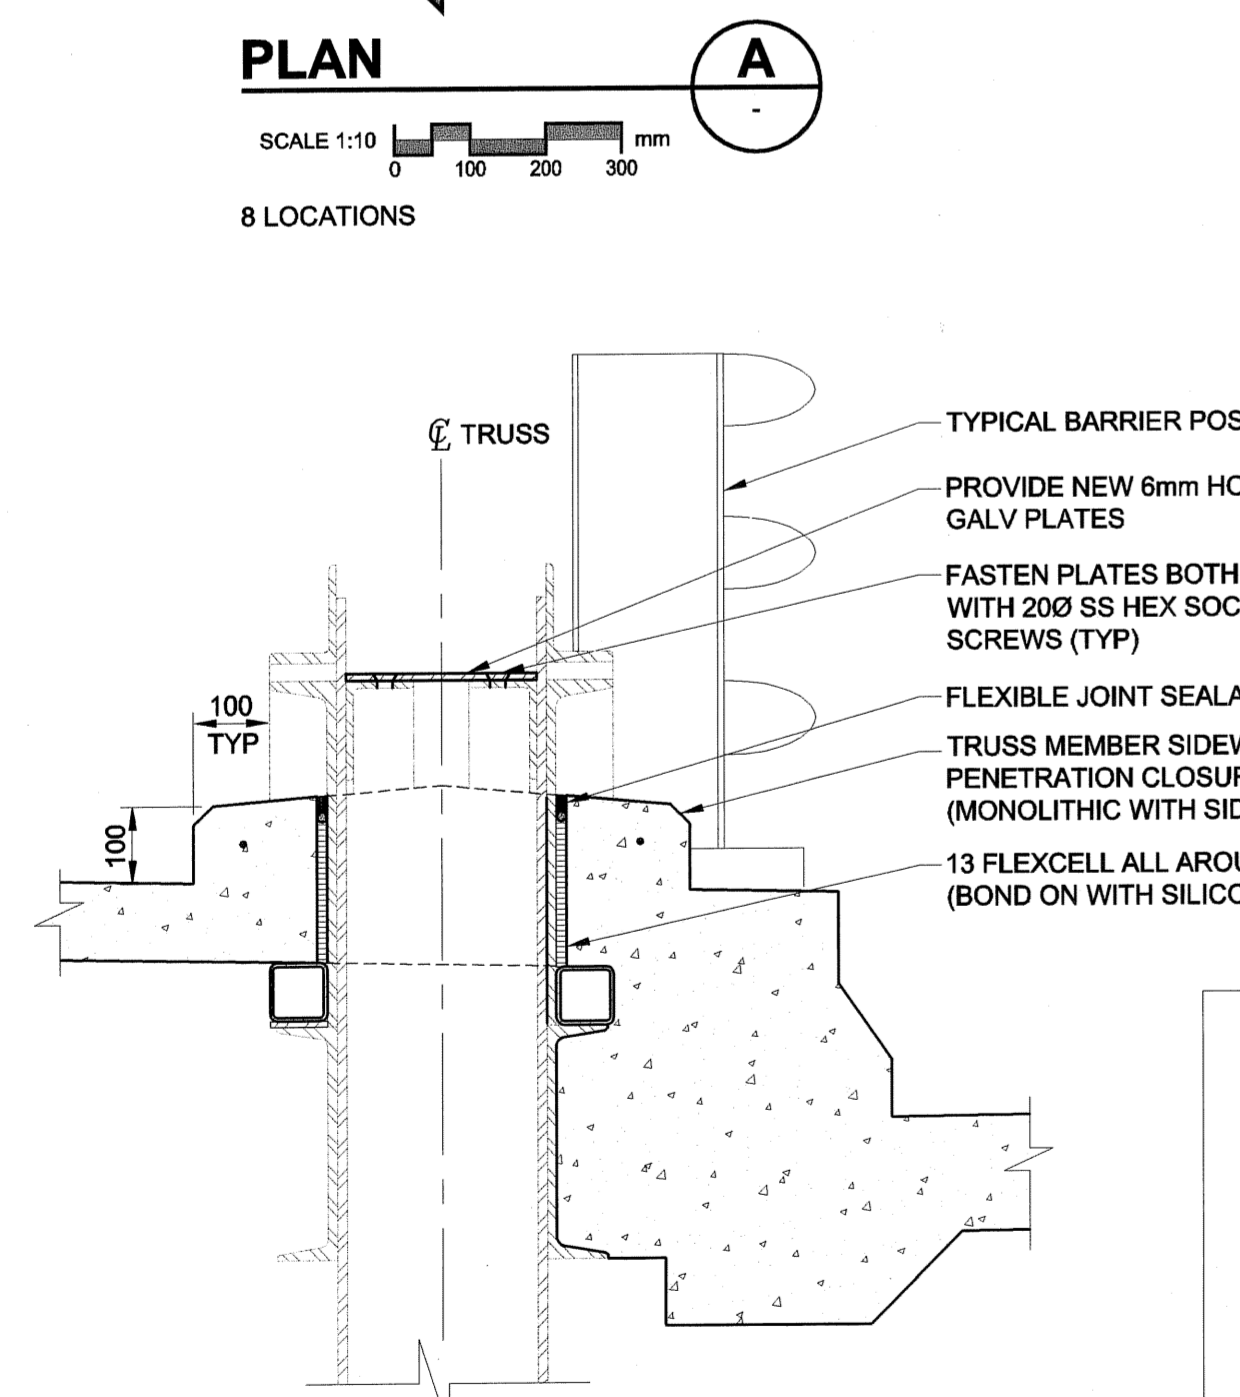 PLAN
A
-
SCALE 1:10
mm
0 100 200 300
8 LOCATIONS
℄ TRUSS
TYPICAL BARRIER POS
PROVIDE NEW 6mm HO
GALV PLATES
FASTEN PLATES BOTH
WITH 20Ø SS HEX SOC
SCREWS (TYP)
FLEXIBLE JOINT SEALA
TRUSS MEMBER SIDEW
PENETRATION CLOSUR
(MONOLITHIC WITH SID
13 FLEXCELL ALL AROU
(BOND ON WITH SILICO
100
TYP
100